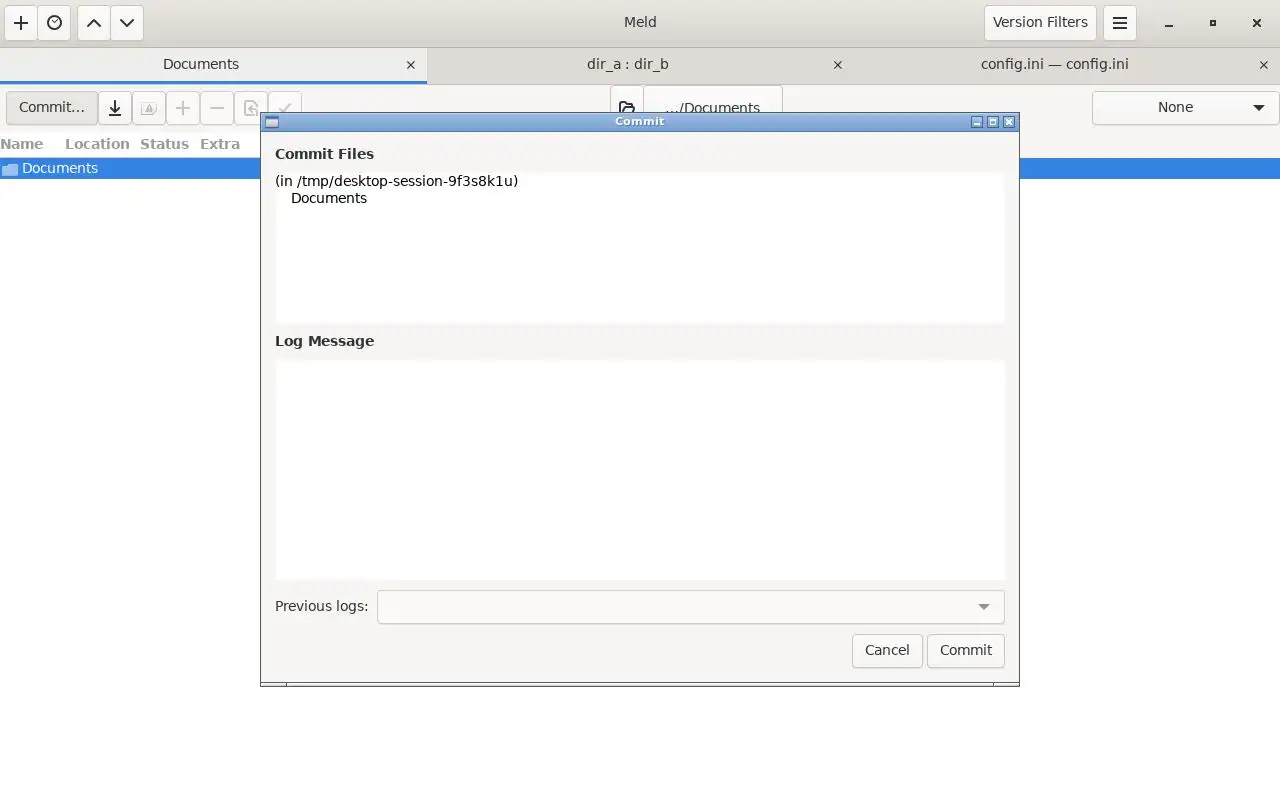 Meld
Version Filters
Documents
dir_a : dir_b
config.ini — config.ini
Commit...
.../Documents
None
Name Location Status Extra
Documents
Commit
Commit Files
(in /tmp/desktop-session-9f3s8k1u)
Documents
Log Message
Previous logs:
Cancel
Commit